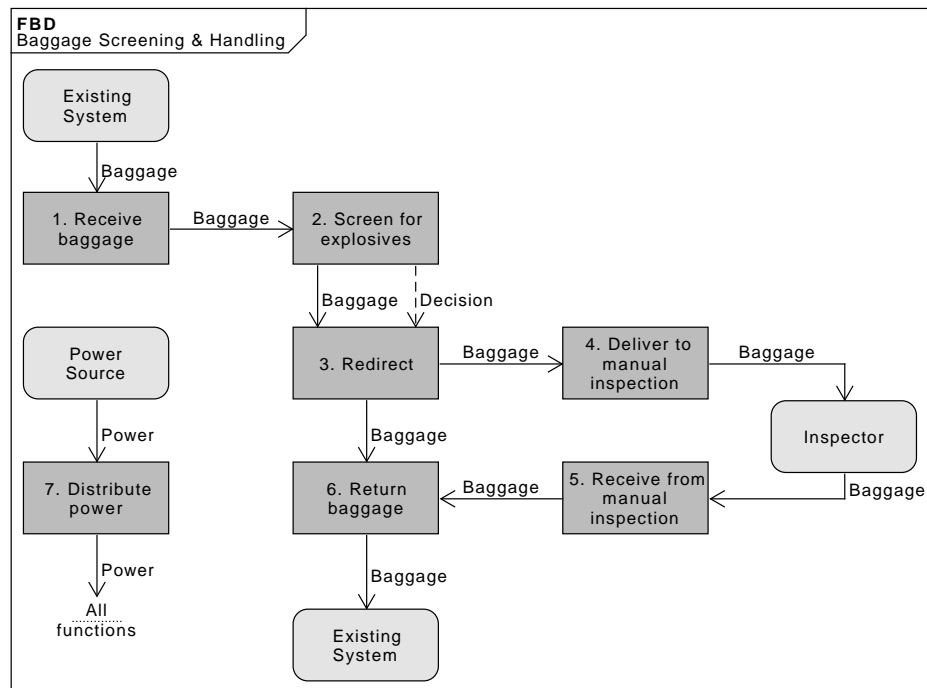 FBD
Baggage Screening & Handling
Existing
System
Baggage
1. Receive
baggage
Baggage
2. Screen for
explosives
Baggage
Decision
Power
Source
3. Redirect
Baggage
4. Deliver to
manual
inspection
Baggage
Inspector
Power
Baggage
7. Distribute
power
6. Return
baggage
Baggage
5. Receive from
manual
inspection
Baggage
Power
Baggage
All
functions
Existing
System